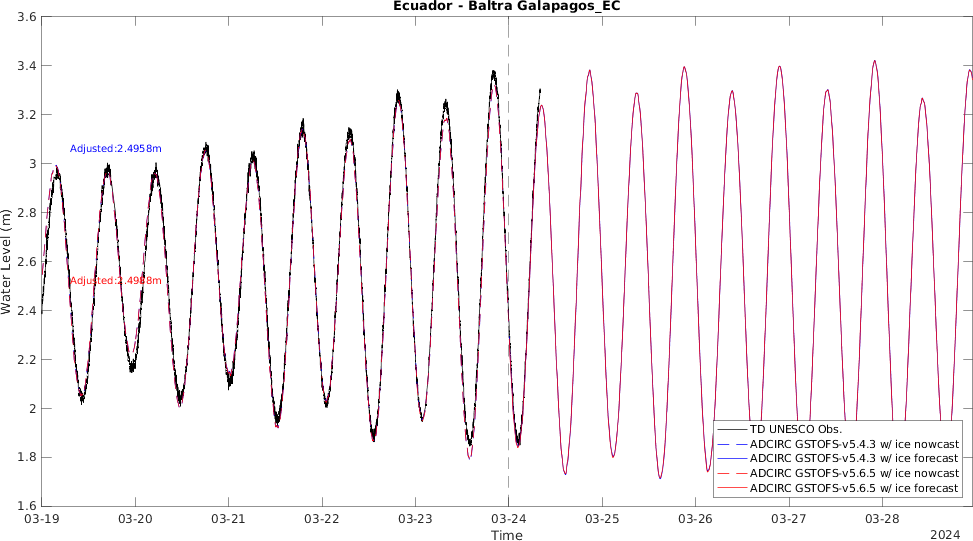 Ecuador - Baltra Galapagos_EC
3.6
3.4
3.2
3
2.8
2.6
2.4
2.2
2
1.8
1.6
Water Level (m)
Adjusted:2.4958m
Adjusted:2.4968m
TD UNESCO Obs.
ADCIRC GSTOFS-v5.4.3 w/ ice nowcast
ADCIRC GSTOFS-v5.4.3 w/ ice forecast
ADCIRC GSTOFS-v5.6.5 w/ ice nowcast
ADCIRC GSTOFS-v5.6.5 w/ ice forecast
03-19 03-20 03-21 03-22 03-23 03-24 03-25 03-26 03-27 03-28
Time
2024